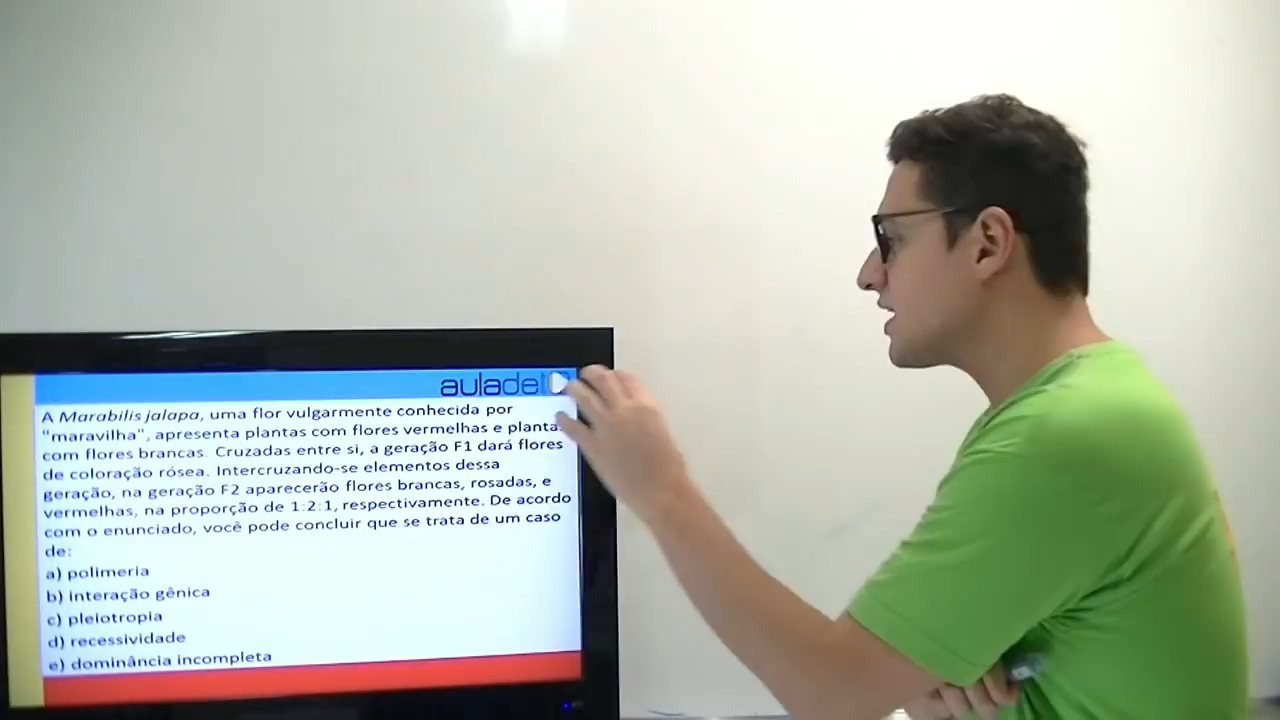 auladet
A Marabilis jalapa, uma flor vulgarmente conhecida por
"maravilha", apresenta plantas com flores vermelhas e planta
com flores brancas. Cruzadas entre si, a geração F1 dará flores
de coloração rósea. Intercruzando-se elementos dessa
geração, na geração F2 aparecerão flores brancas, rosadas, e
vermelhas, na proporção de 1:2:1, respectivamente. De acordo
com o enunciado, você pode concluir que se trata de um caso
de:
a) polimeria
b) interação gênica
c) pleiotropia
d) recessividade
e) dominância incompleta